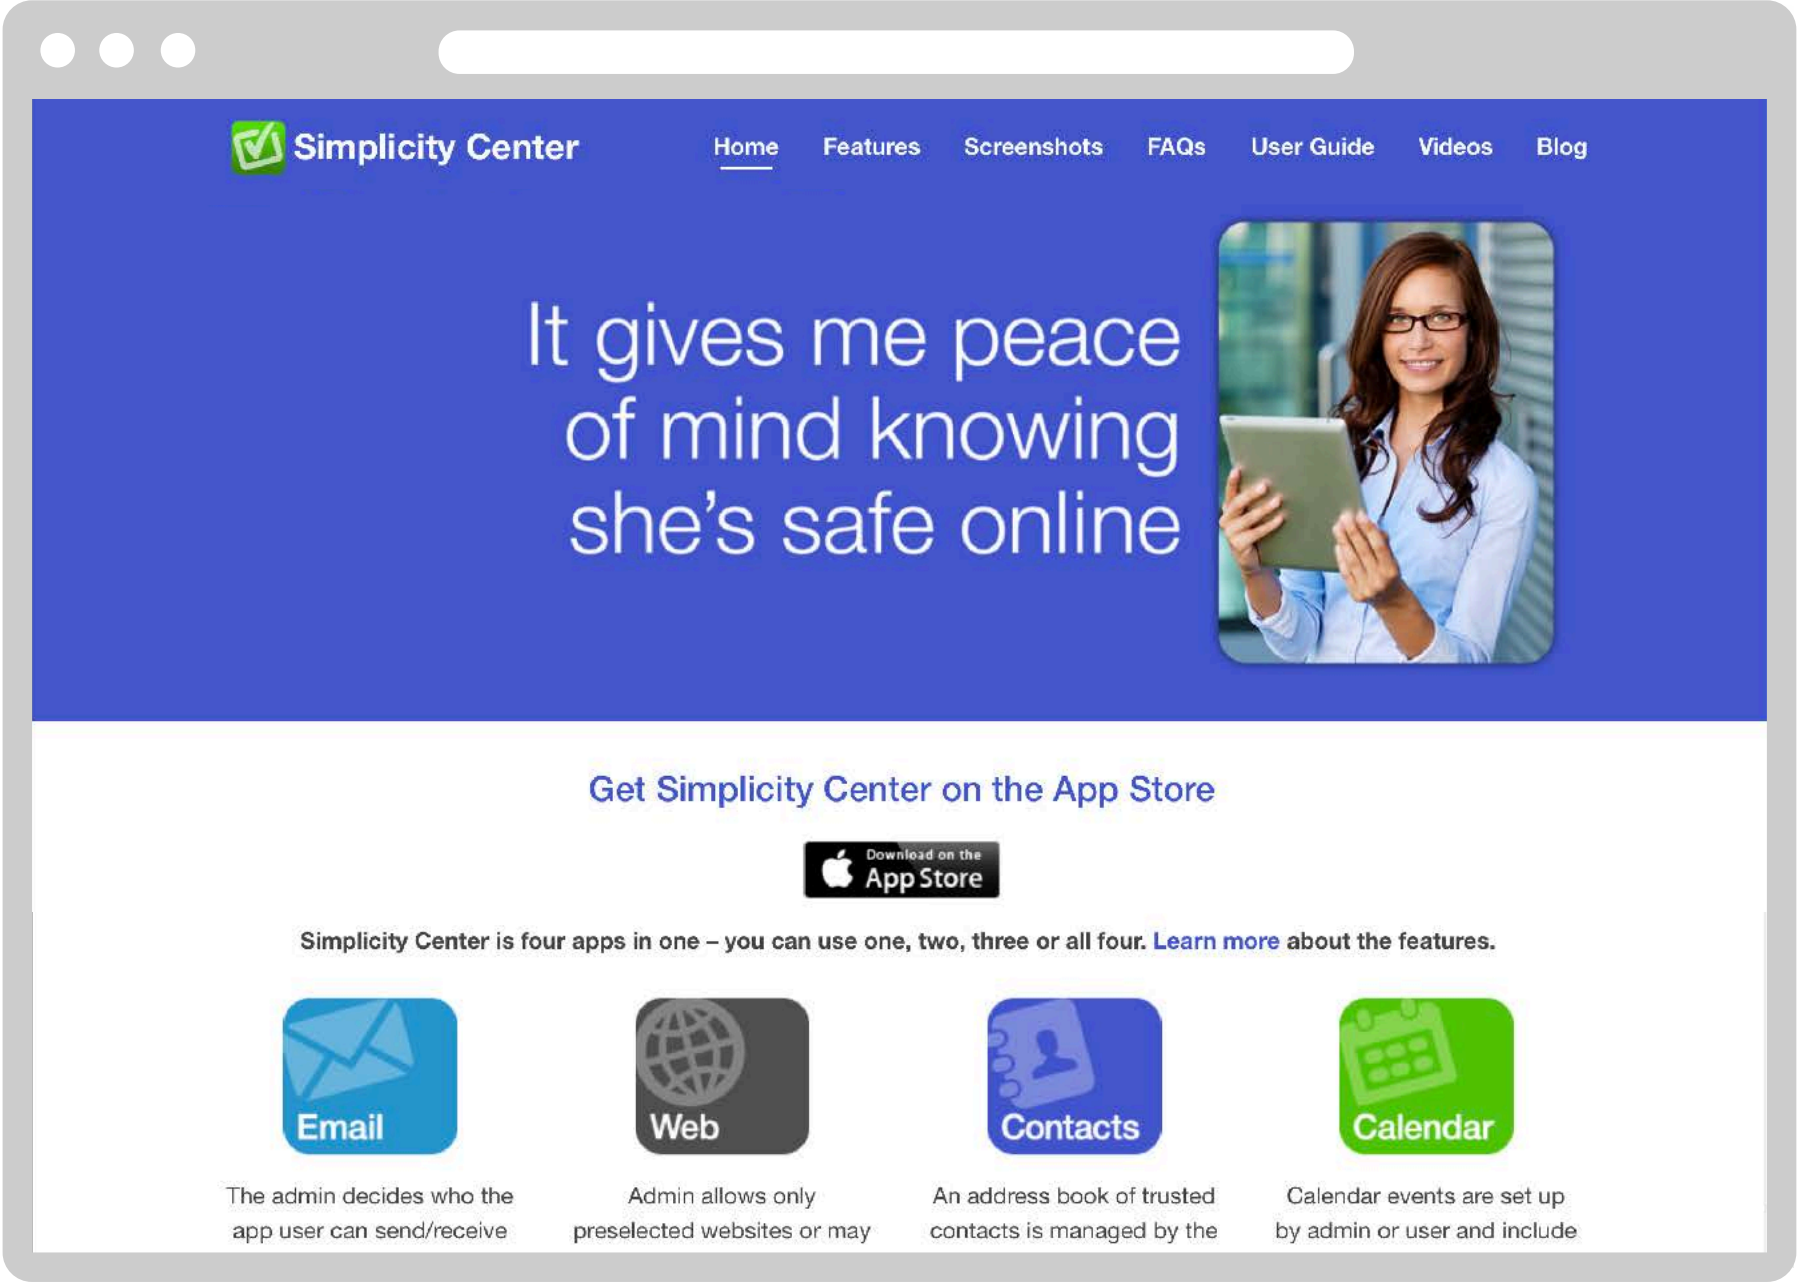 Simplicity Center
Home Features Screenshots FAQs User Guide Videos Blog
It gives me peace
of mind knowing
she's safe online
Get Simplicity Center on the App Store
Download on the
App Store
Simplicity Center is four apps in one – you can use one, two, three or all four. Learn more about the features.
Email
Web
Contacts
Calendar
The admin decides who the
app user can send/receive
Admin allows only
preselected websites or may
An address book of trusted
contacts is managed by the
Calendar events are set up
by admin or user and include